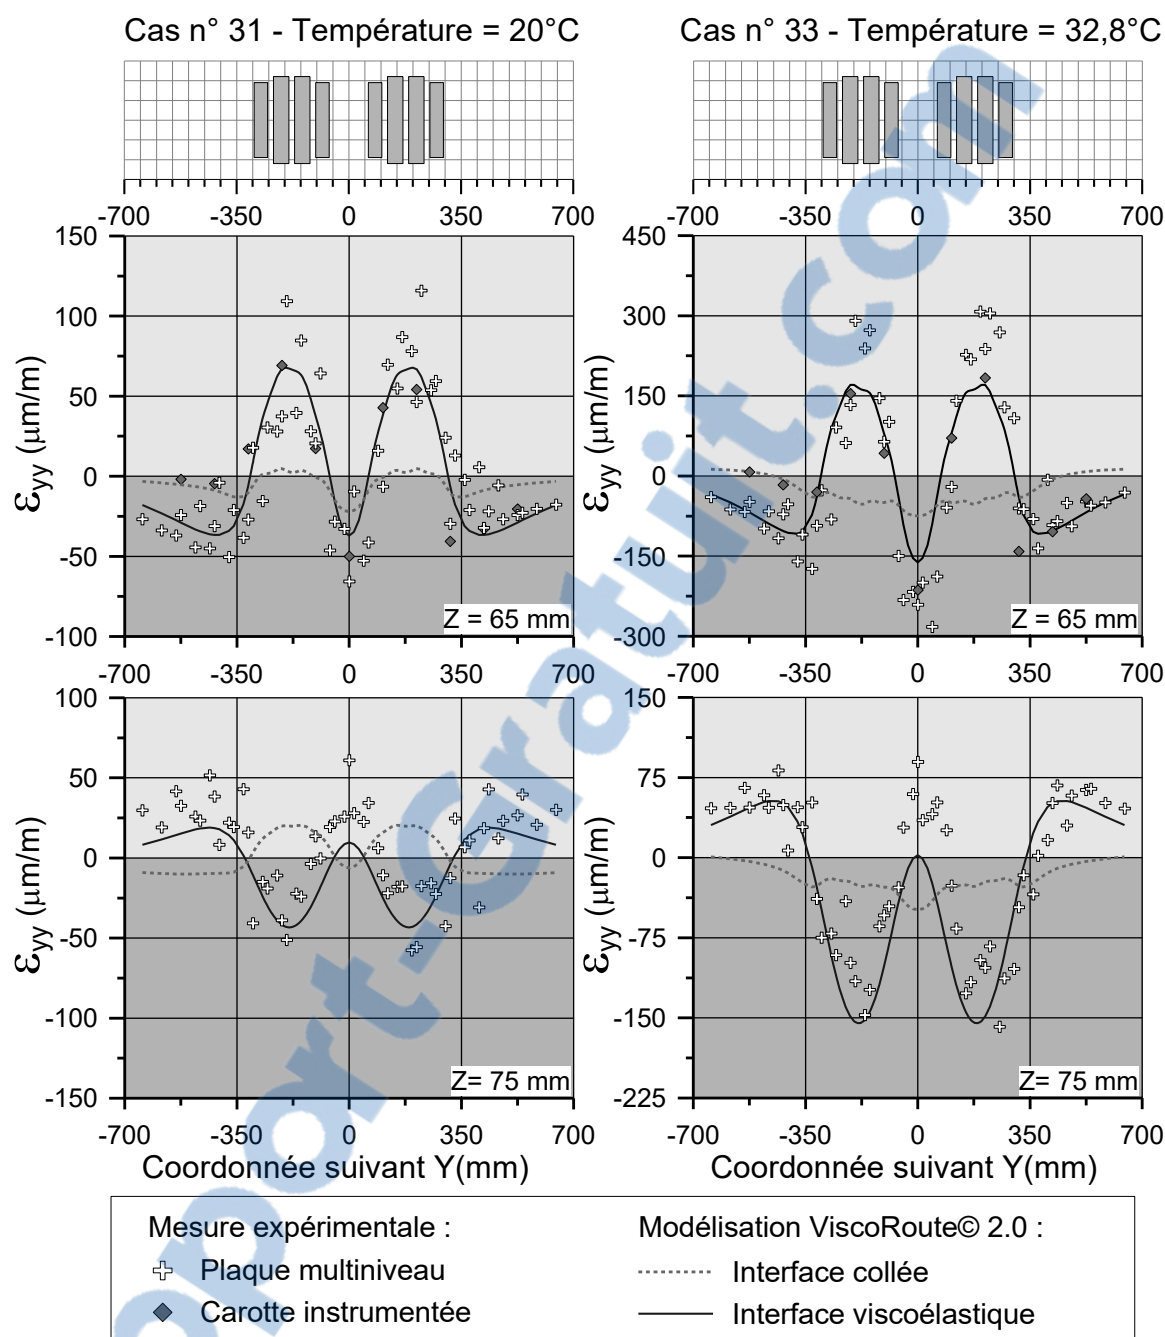 Cas n° 31 - Température = 20°C
Cas n° 33 - Température = 32,8°C
-700 -350 0 350 700
-700 -350 0 350 700
150
100
50
0
-50
-100
εyy (μm/m)
Z = 65 mm
450
300
150
0
-150
-300
εyy (μm/m)
Z = 65 mm
-700 -350 0 350 700
-700 -350 0 350 700
100
50
0
-50
-100
-150
εyy (μm/m)
Z= 75 mm
150
75
0
-75
-150
-225
εyy (μm/m)
Z= 75 mm
-700 -350 0 350 700
-700 -350 0 350 700
Coordonnée suivant Y(mm)
Coordonnée suivant Y(mm)
Mesure expérimentale :
Plaque multiniveau
Carotte instrumentée
Modélisation ViscoRoute© 2.0 :
Interface collée
Interface viscoélastique
pport-Gratuit.com